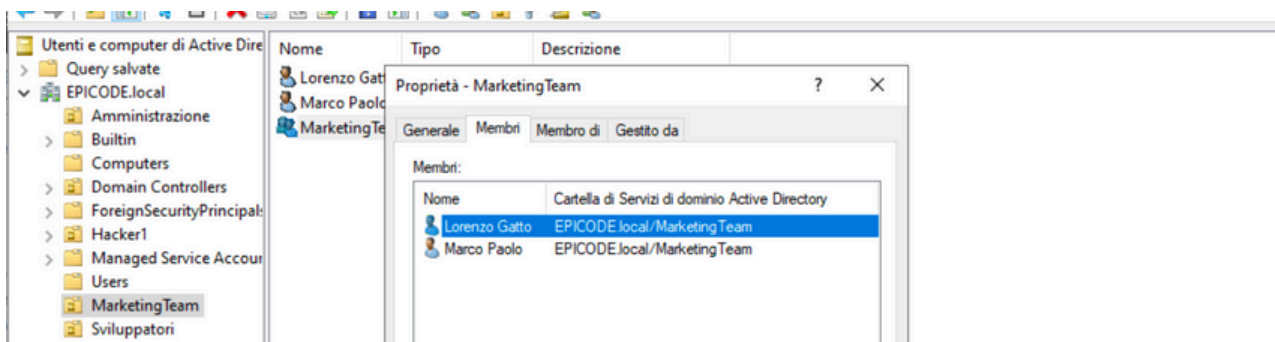 Utenti e computer di Active Dire
Query salvate
EPICODE.local
Amministrazione
Builtin
Computers
Domain Controllers
ForeignSecurityPrincipals
Hacker1
Managed Service Accour
Users
MarketingTeam
Sviluppatori
Nome Tipo Descrizione
Lorenzo Gatt
Marco Paolo
MarketingTe
Proprietà - MarketingTeam ? ×
Generale Membri Membro di Gestito da
Membri:
Nome Cartella di Servizi di dominio Active Directory
Lorenzo Gatto EPICODE.local/MarketingTeam
Marco Paolo EPICODE.local/MarketingTeam